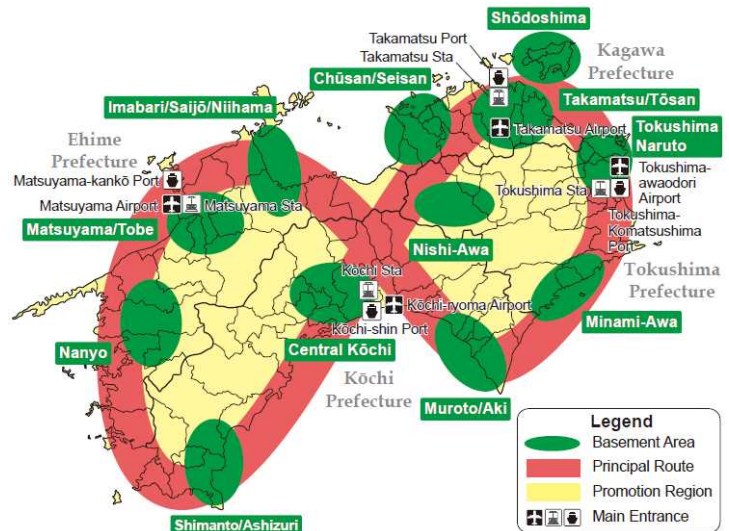 Shōdoshima
Takamatsu Port
Takamatsu Sta
Kagawa
Prefecture
Chūsan/Seisan
Imabari/Saijō/Niihama
Takamatsu/Tōsan
Ehime
Prefecture
Takamatsu Airport
Tokushima
Naruto
Matsuyama-kankō Port
Tokushima Sta
Tokushima-
awaodori
Airport
Matsuyama Airport
Matsuyama Sta
Tokushima-
Komatsushima
Port
Matsuyama/Tobe
Nishi-Awa
Kōchi Sta
Tokushima
Prefecture
Kōchi-ryoma Airport
Minami-Awa
Kōchi-shin Port
Nanyo
Central Kōchi
Kōchi
Prefecture
Muroto/Aki
Shimanto/Ashizuri
Legend
Basement Area
Principal Route
Promotion Region
Main Entrance